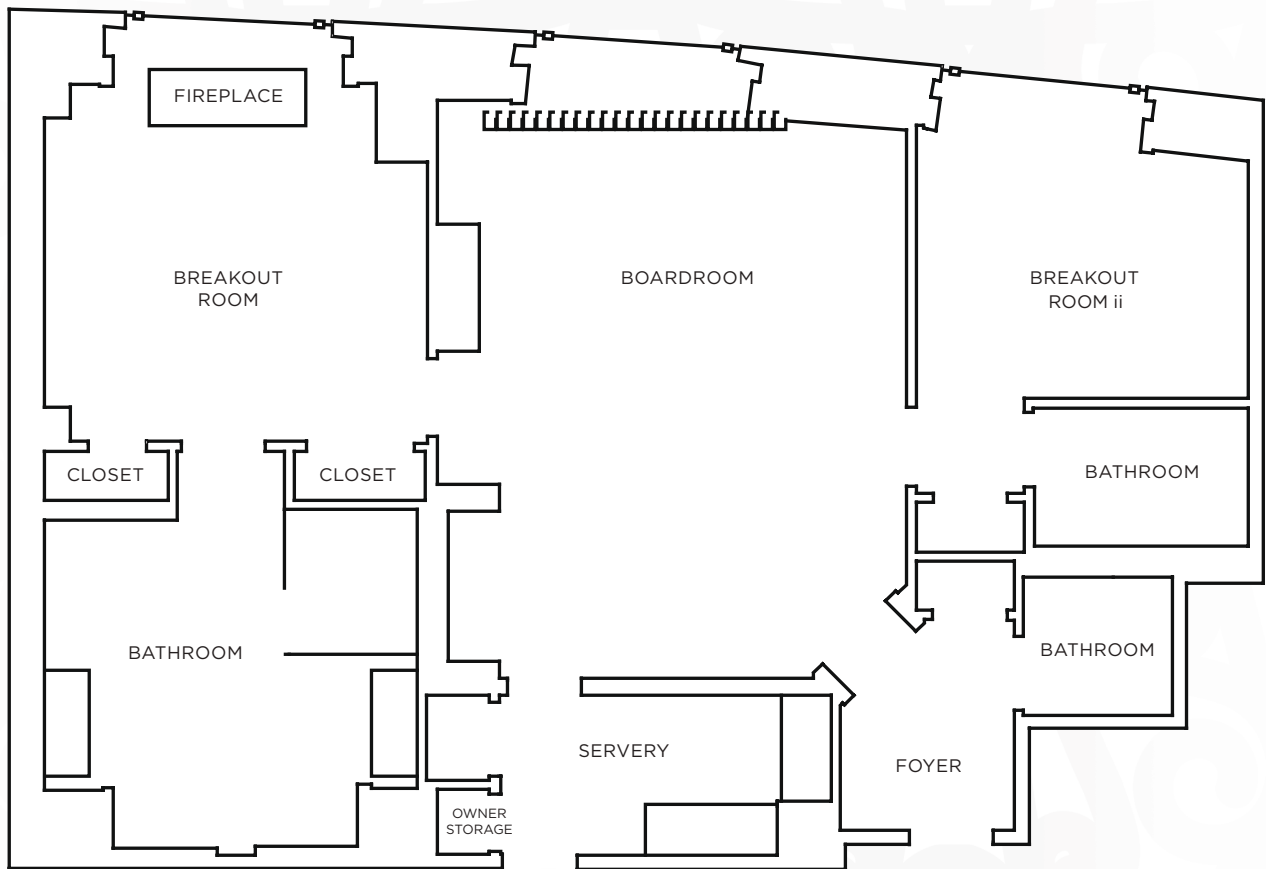 FIREPLACE
BREAKOUT
ROOM
BOARDROOM
BREAKOUT
ROOM ii
CLOSET
CLOSET
BATHROOM
BATHROOM
BATHROOM
SERVERY
FOYER
OWNER
STORAGE